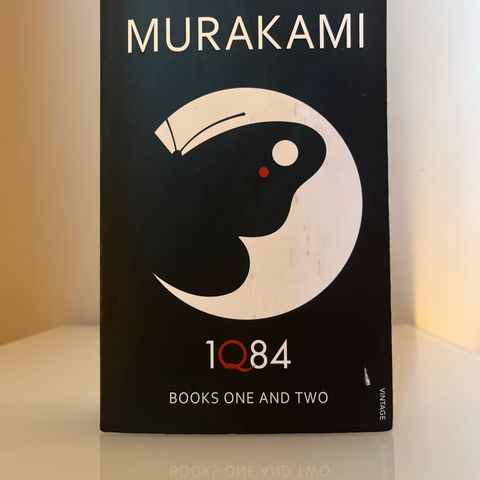 MURAKAMI
1Q84
BOOKS ONE AND TWO
VINTAGE